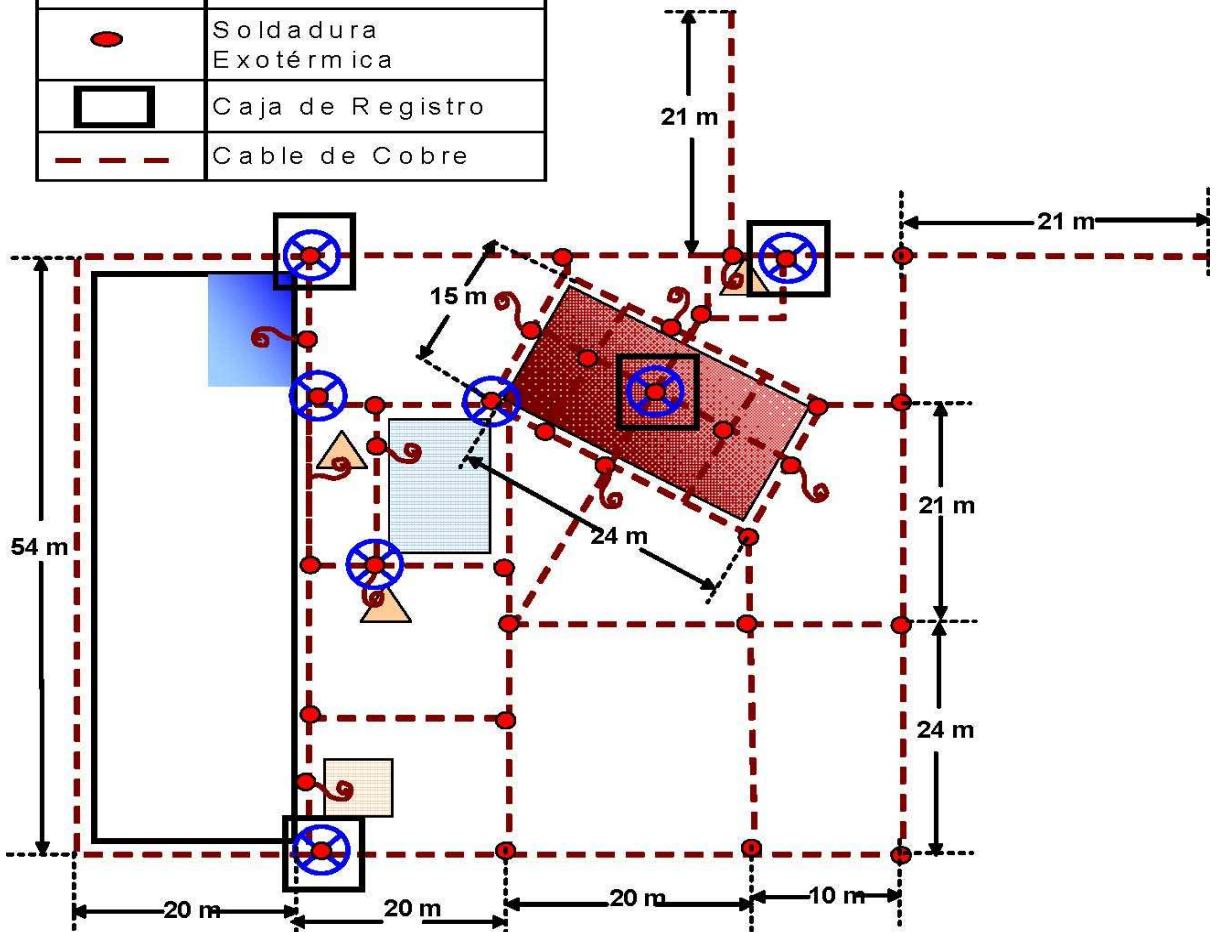 Soldadura
Exotérmica
Caja de Registro
Cable de Cobre
21 m
21 m
15 m
54 m
24 m
21 m
24 m
20 m
20 m
20 m
10 m